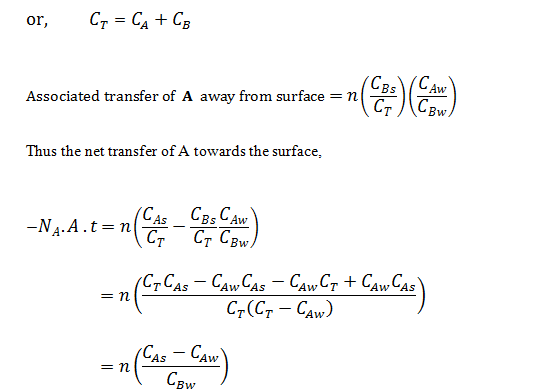 or, C_T = C_A + C_B
Associated transfer of A away from surface = n(C_Bs/C_T)(C_Aw/C_Bw)
Thus the net transfer of A towards the surface,
−N_A.A.t = n(C_As/C_T − C_Bs/C_T C_Aw/C_Bw)
= n((C_T C_As − C_Aw C_As − C_Aw C_T + C_Aw C_As)/(C_T(C_T − C_Aw)))
= n((C_As − C_Aw)/C_Bw)